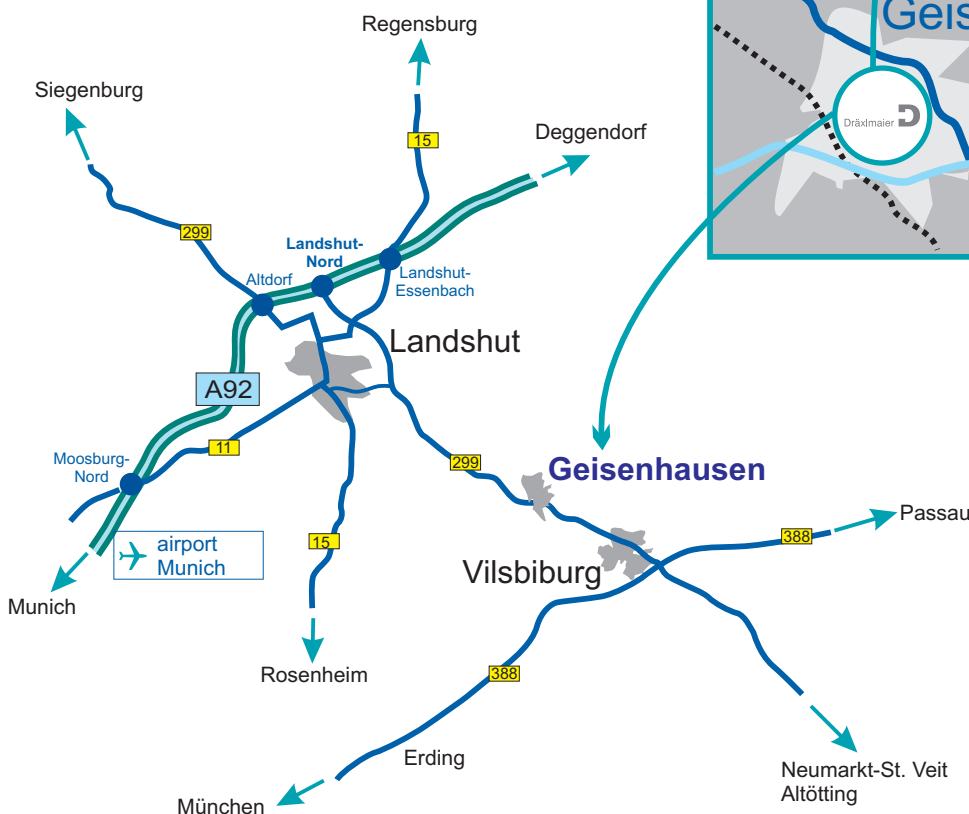 Regensburg
Geis
Siegenburg
Dräxlmaier
Deggendorf
15
299
Landshut-
Nord
Altdorf
Landshut-
Essenbach
Landshut
A92
11
Moosburg-
Nord
299
Geisenhausen
Passau
388
15
airport
Munich
Vilsbiburg
Munich
Rosenheim
388
Erding
Neumarkt-St. Veit
Altötting
München